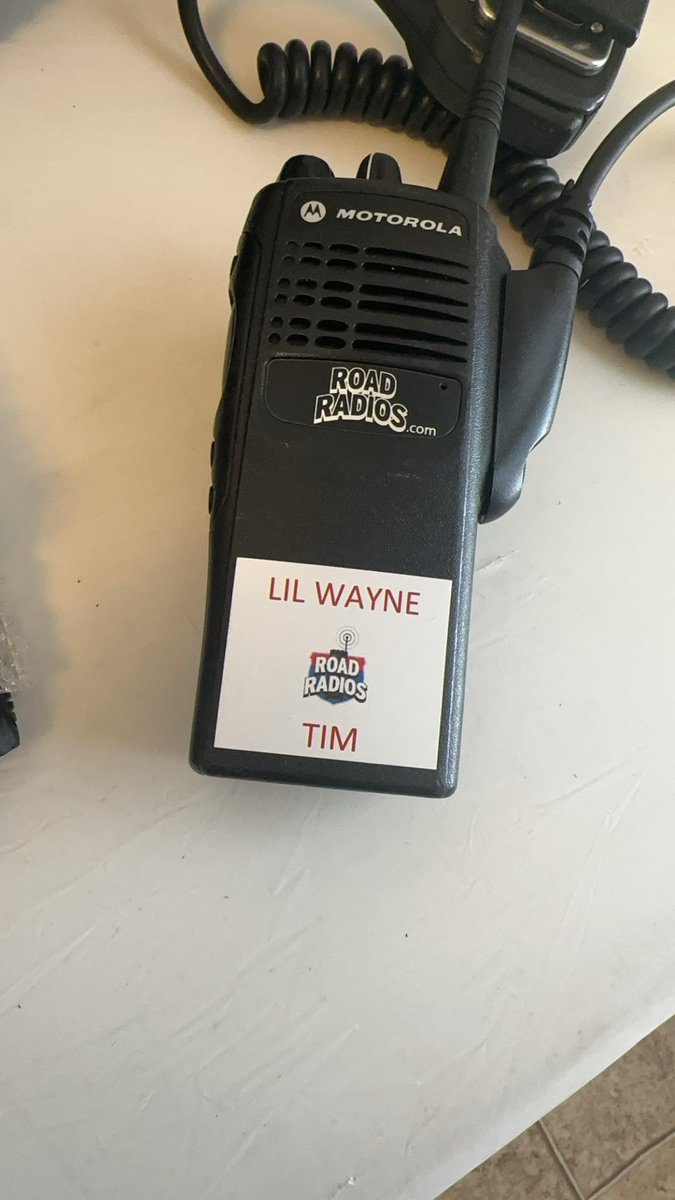 MOTOROLA
ROAD
RADIOS
.com
LIL WAYNE
ROAD
RADIOS
TIM